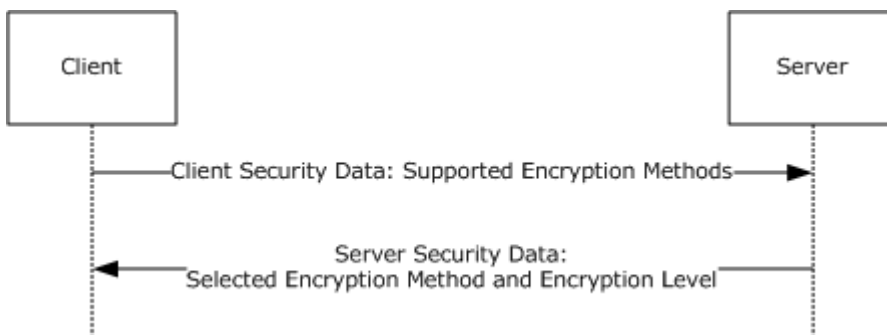 Client
Server
Client Security Data: Supported Encryption Methods
Server Security Data:
Selected Encryption Method and Encryption Level